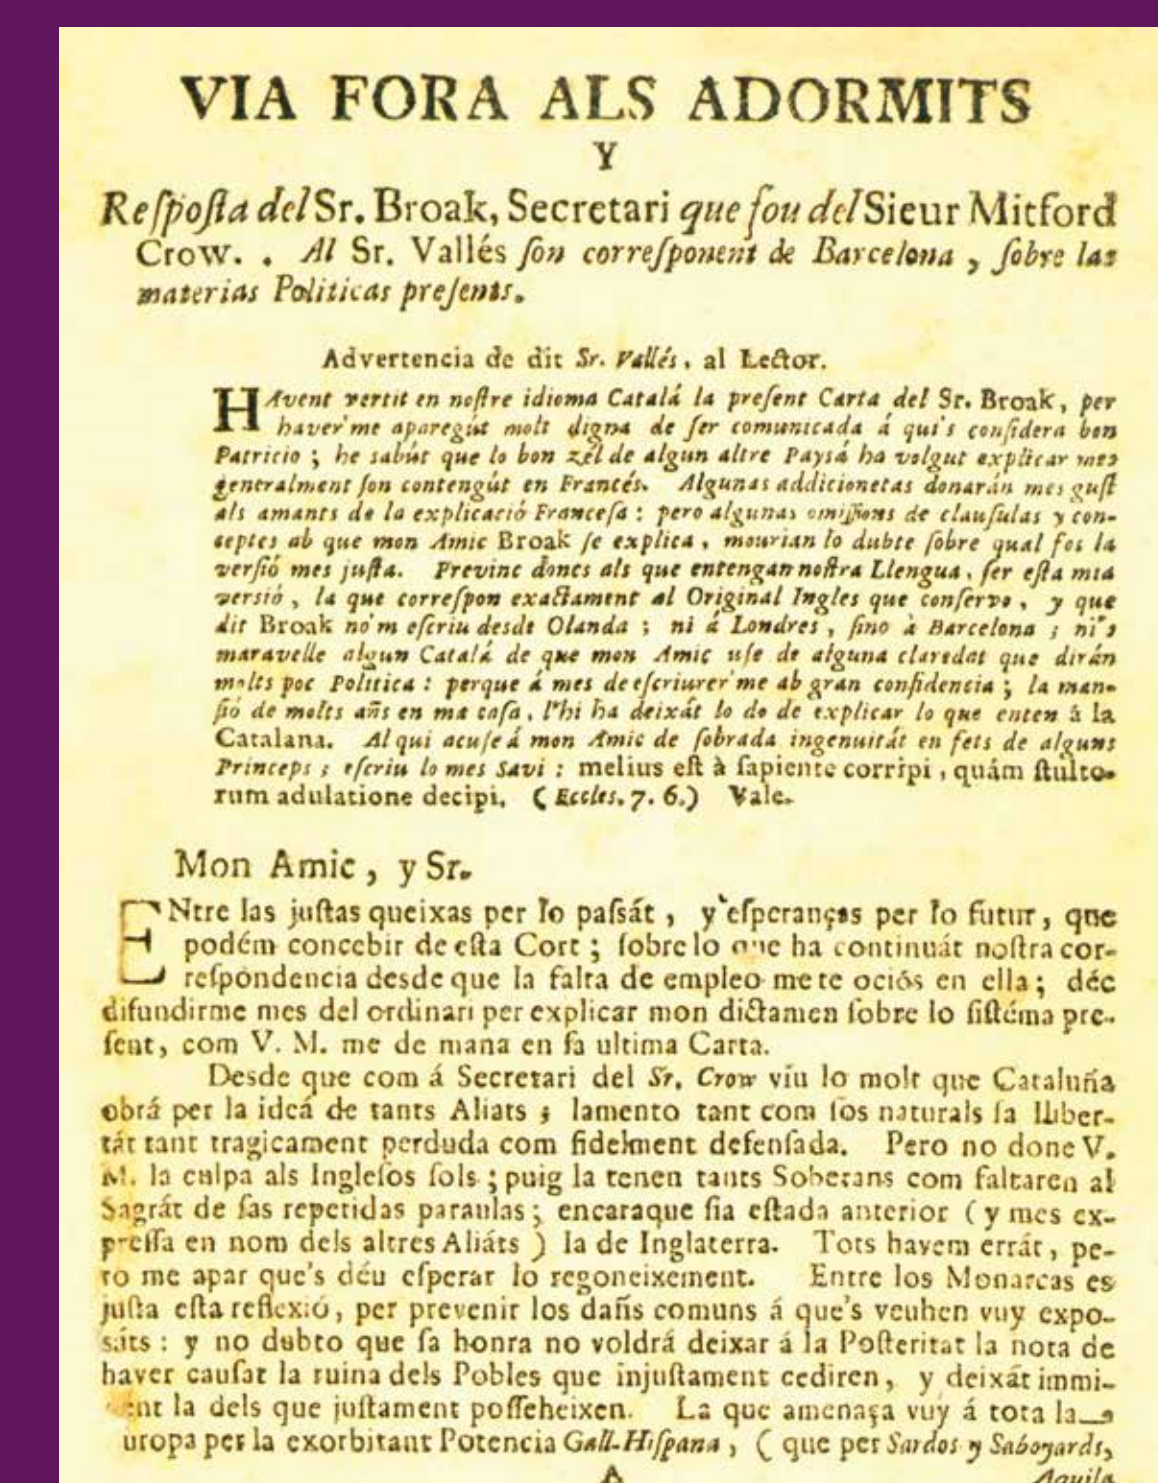 VIA FORA ALS ADORMITS
Y
Reſpoſta del Sr. Broak, Secretari que ſou del Sieur Mitford
Crow. . Al Sr. Vallés ſon correſponent de Barcelona , ſobre las
materias Politicas preſents.
Advertencia de dit Sr. Vallés, al Lector.
HAvent vertit en noſtre idioma Catalá la preſent Carta del Sr. Broak, per
haver'me aparegút molt digna de ſer comunicada á qui's conſidera bon
Patricio ; he sabút que lo bon zél de algun altre Paysá ha volgut explicar mes
generalment ſon contengút en Francés. Algunas addicionetas donarán mes guſt
als amants de la explicació Franceſa : pero algunas omiſſions de clauſulas y con-
ceptes ab que mon Amic Broak ſe explica , mourian lo dubte ſobre qual fos la
verſió mes juſta. Previnc doncs als que entengan noſtra Llengua, ſer eſta mia
versió , la que correſpon exactament al Original Ingles que conſervo , y que
dit Broak no'm eſcriu desde Olanda ; ni á Londres , ſino à Barcelona ; ni's
maravelle algun Catalá de que mon Amic uſe de alguna claredat que dirán
molts poc Politica : perque á mes de eſcriurer'me ab gran confidencia ; la man-
ſió de molts añs en ma caſa , l'hi ha deixát lo do de explicar lo que enten à la
Catalana. Al qui acuſe á mon Amic de ſobrada ingenuitát en fets de alguns
Princeps ; eſcriu lo mes Savi : melius eſt à ſapiente corripi , quám ſtulto-
rum adulatione decipi. ( Eccles. 7. 6.) Vale.
Mon Amic , y Sr.
ENtre las juſtas queixas per lo paſsát , y eſperanças per lo futur , que
podém concebir de eſta Cort ; ſobre lo que ha continuát noſtra cor-
reſpóndencia desde que la falta de empleo me te ociós en ella ; déc
difundirme mes del ordinari per explicar mon dictamen ſobre lo ſiſtéma pre-
ſent, com V. M. me de mana en ſa ultima Carta.
Desde que com á Secretari del Sr. Crow viu lo molt que Cataluña
obrá per la ideá de tants Aliats ; lamento tant com ſos naturals ſa Lliber-
tát tant tragicament perduda com fidelment defenſada. Pero no done V.
M. la culpa als Ingleſos ſols ; puig la tenen tants Soberans com faltaren al
Sagrát de ſas repetidas paraulas ; encaraque ſia eſtada anterior ( y mes ex-
preſſa en nom dels altres Aliáts ) la de Inglaterra. Tots havem errát , pe-
ro me apar que's déu eſperar lo regoneixement. Entre los Monarcas es
juſta eſta reflexió, per prevenir los dañs comuns á que's veuhen vuy expo-
sáts : y no dubto que ſa honra no voldrá deixar á la Poſteritat la nota de
haver cauſat la ruina dels Pobles que injuſtament cediren, y deixát immi-
la dels que juſtament poſſeheixen. La que amenaça vuy á tota la
uropa per la exorbitant Potencia Gall-Hiſpana , ( que per Sardos y Saboyards,
A
Aguila